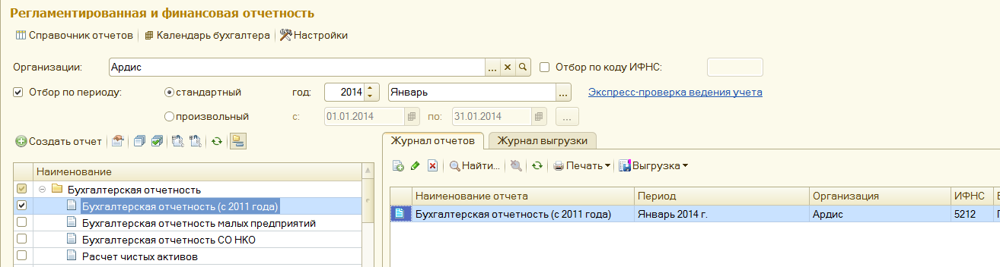 Регламентированная и финансовая отчетность
Справочник отчетов Календарь бухгалтера Настройки
Организации: Ардис ... Отбор по коду ИФНС:
Отбор по периоду: стандартный год: 2014 Январь ... Экспресс-проверка ведения учета
произвольный с: 01.01.2014 по: 31.01.2014 ...
Создать отчет
Журнал отчетов Журнал выгрузки
Найти... Печать Выгрузка
Наименование
Бухгалтерская отчетность
Бухгалтерская отчетность (с 2011 года)
Бухгалтерская отчетность малых предприятий
Бухгалтерская отчетность СО НКО
Расчет чистых активов
Наименование отчета Период Организация ИФНС
Бухгалтерская отчетность (с 2011 года) Январь 2014 г. Ардис 5212